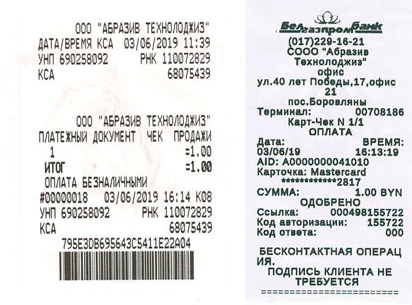 ООО "АБРАЗИВ ТЕХНОЛОДЖИЗ"
ДАТА/ВРЕМЯ КСА 03/06/2019 11:39
УНП 690258092 РНК 110072829
КСА 68075439
ООО "АБРАЗИВ ТЕХНОЛОДЖИЗ"
ПЛАТЕЖНЫЙ ДОКУМЕНТ ЧЕК ПРОДАЖИ
1 =1.00
ИТОГ =1.00
ОПЛАТА БЕЗНАЛИЧНЫМИ
#00000018 03/06/2019 16:14 К08
УНП 690258092 РНК 110072829
КСА 68075439
795E3DB695643C5411E22A04
Белгазпромбанк
(017)229-16-21
СООО "Абразив
Технолоджиз"
офис
ул.40 лет Победы,17,офис
21
пос.Боровляны
Терминал: 00708186
Карт-Чек N 1/1
ОПЛАТА
ДАТА: ВРЕМЯ:
03/06/19 16:13:19
AID: A0000000041010
Карточка: Mastercard
************2817
СУММА: 1.00 BYN
ОДОБРЕНО
Ссылка: 000498155722
Код авторизации: 155722
Код ответа: 000
БЕСКОНТАКТНАЯ ОПЕРАЦ
ИЯ.
ПОДПИСЬ КЛИЕНТА НЕ
ТРЕБУЕТСЯ